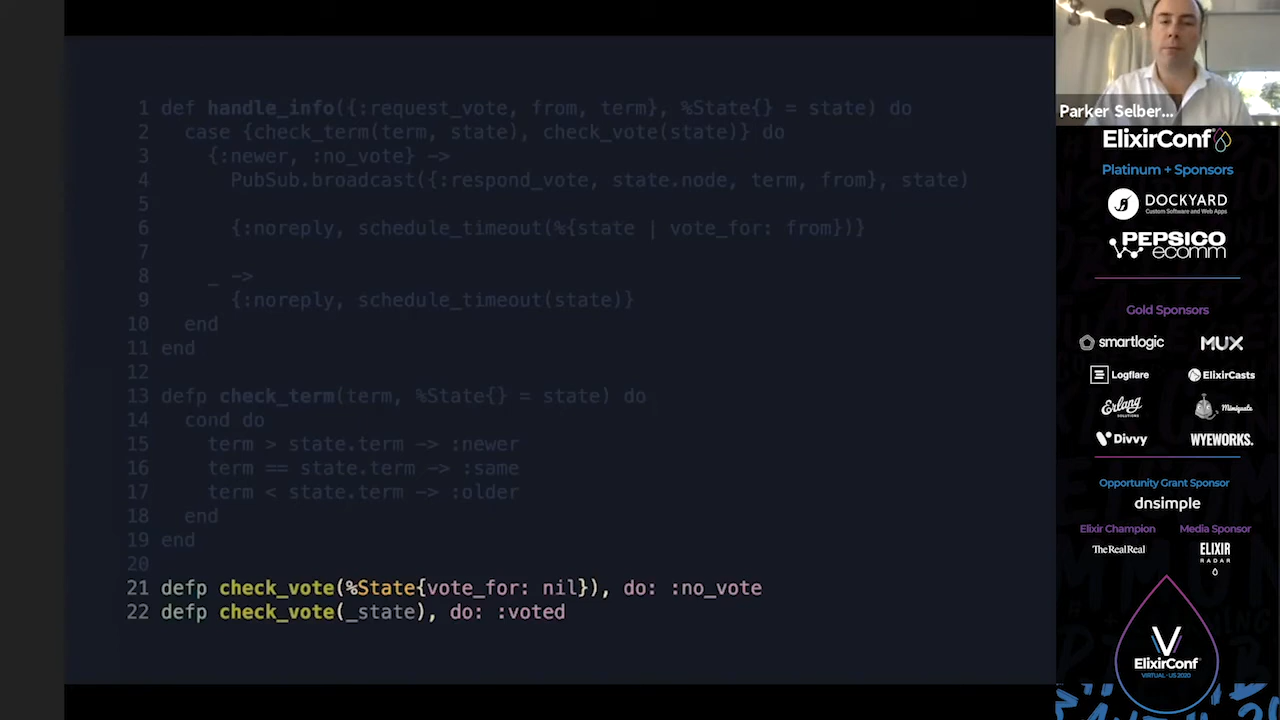 1 def handle_info({:request_vote, from, term}, %State{} = state) do
2 case {check_term(term, state), check_vote(state)} do
3 {:newer, :no_vote} ->
4 PubSub.broadcast({:respond_vote, state.node, term, from}, state)
5
6 {:noreply, schedule_timeout(%{state | vote_for: from})}
7
8 _ ->
9 {:noreply, schedule_timeout(state)}
10 end
11 end
12
13 defp check_term(term, %State{} = state) do
14 cond do
15 term > state.term -> :newer
16 term == state.term -> :same
17 term < state.term -> :older
18 end
19 end
20
21 defp check_vote(%State{vote_for: nil}), do: :no_vote
22 defp check_vote(_state), do: :voted
Parker Selber...
ElixirConf
Platinum + Sponsors
DOCKYARD
Custom Software and Web Apps
PEPSICO
ecomm
Gold Sponsors
smartlogic
MUX
Logflare
ElixirCasts
Erlang
SOLUTIONS
Miniquate
Divvy
WYEWORKS.
Opportunity Grant Sponsor
dnsimple
Elixir Champion
Media Sponsor
The RealReal
ELIXIR
RADAR
V
ElixirConf
VIRTUAL · US 2020